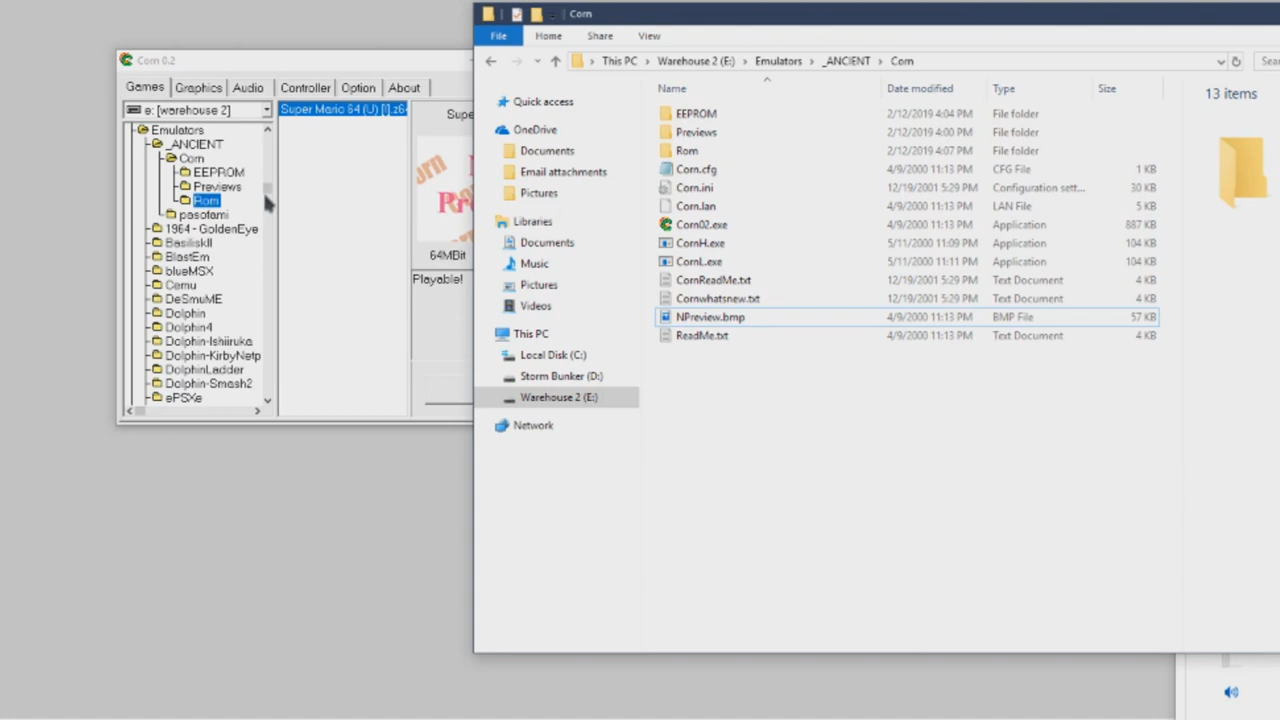 Corn 0.2
Games
Graphics
Audio
Controller
Option
About
e: [warehouse 2]
Emulators
_ANCIENT
Corn
EEPROM
Previews
Rom
pasofami
1964 - GoldenEye
BasiliskII
BlastEm
blueMSX
Cemu
DeSmuME
Dolphin
Dolphin4
Dolphin-Ishiiruka
Dolphin-KirbyNetp
DolphinLadder
Dolphin-Smash2
ePSXe
Super Mario 64 (U) [!].z64
Supe
64MBit
Playable!
Corn
File
Home
Share
View
This PC
Warehouse 2 (E:)
Emulators
_ANCIENT
Corn
Sea
Quick access
OneDrive
Documents
Email attachments
Pictures
Libraries
Documents
Music
Pictures
Videos
This PC
Local Disk (C:)
Storm Bunker (D:)
Warehouse 2 (E:)
Network
Name Date modified Type Size
EEPROM 2/12/2019 4:04 PM File folder
Previews 2/12/2019 4:00 PM File folder
Rom 2/12/2019 4:07 PM File folder
Corn.cfg 4/9/2000 11:13 PM CFG File 1 KB
Corn.ini 12/19/2001 5:29 PM Configuration sett... 30 KB
Corn.lan 4/9/2000 11:13 PM LAN File 5 KB
Corn02.exe 4/9/2000 11:13 PM Application 887 KB
CornH.exe 5/11/2000 11:09 PM Application 104 KB
CornL.exe 5/11/2000 11:11 PM Application 104 KB
CornReadMe.txt 12/19/2001 5:29 PM Text Document 4 KB
Cornwhatsnew.txt 12/19/2001 5:29 PM Text Document 4 KB
NPreview.bmp 4/9/2000 11:13 PM BMP File 57 KB
ReadMe.txt 4/9/2000 11:13 PM Text Document 4 KB
13 items